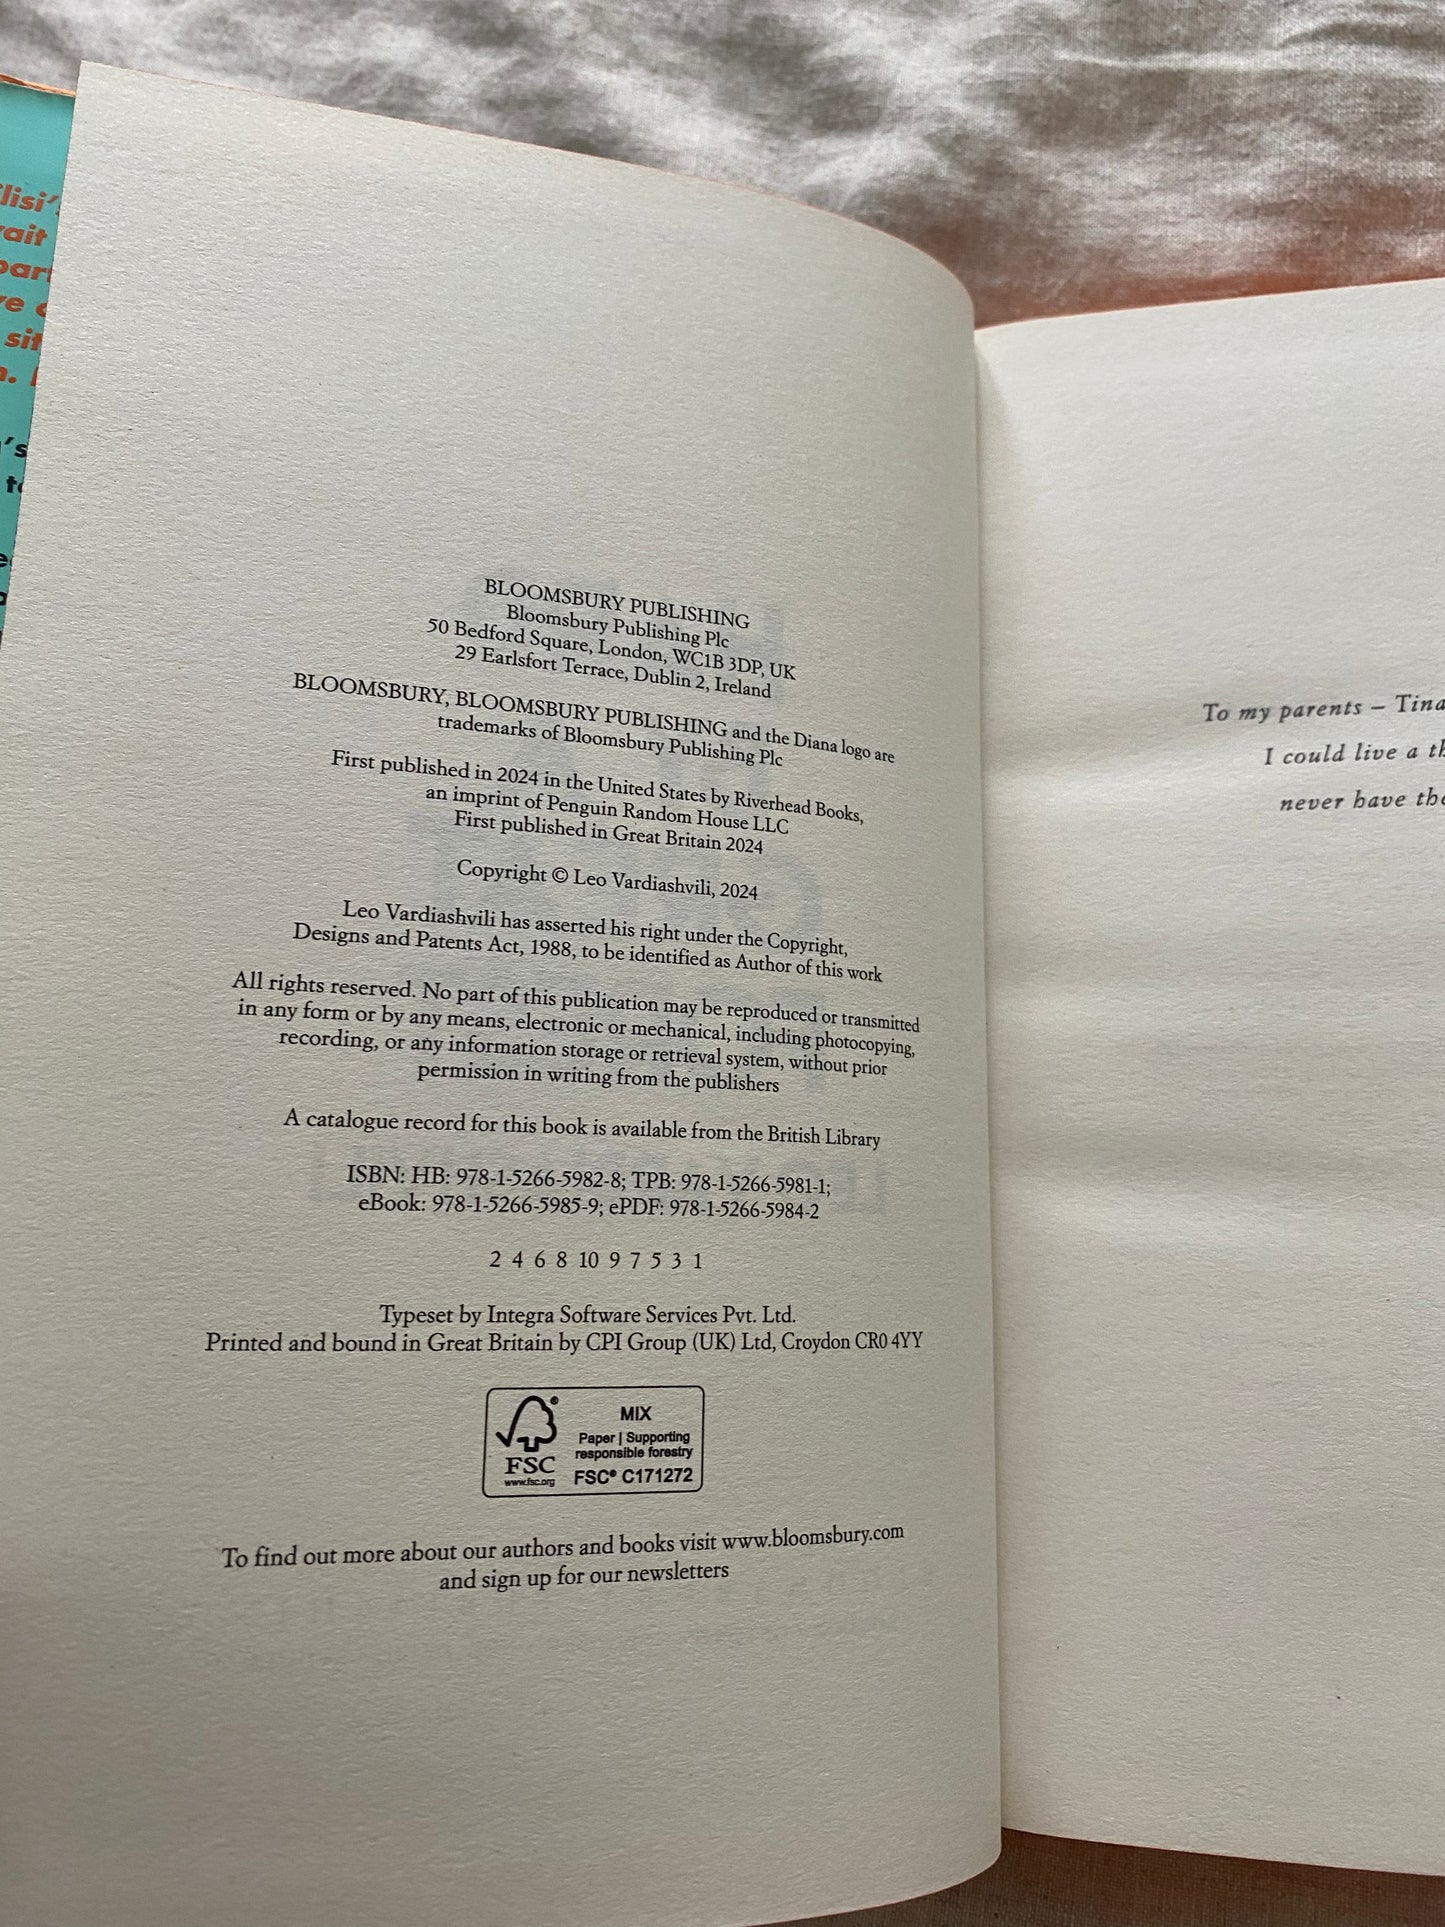 lisi'
BLOOMSBURY PUBLISHING
Bloomsbury Publishing Plc
50 Bedford Square, London, WC1B 3DP, UK
29 Earlsfort Terrace, Dublin 2, Ireland
BLOOMSBURY, BLOOMSBURY PUBLISHING and the Diana logo are
trademarks of Bloomsbury Publishing Plc
First published in 2024 in the United States by Riverhead Books,
an imprint of Penguin Random House LLC
First published in Great Britain 2024
Copyright © Leo Vardiashvili, 2024
Leo Vardiashvili has asserted his right under the Copyright,
Designs and Patents Act, 1988, to be identified as Author of this work
All rights reserved. No part of this publication may be reproduced or transmitted
in any form or by any means, electronic or mechanical, including photocopying,
recording, or any information storage or retrieval system, without prior
permission in writing from the publishers
A catalogue record for this book is available from the British Library
ISBN: HB: 978-1-5266-5982-8; TPB: 978-1-5266-5981-1;
eBook: 978-1-5266-5985-9; ePDF: 978-1-5266-5984-2
2 4 6 8 10 9 7 5 3 1
Typeset by Integra Software Services Pvt. Ltd.
Printed and bound in Great Britain by CPI Group (UK) Ltd, Croydon CR0 4YY
MIX
Paper | Supporting
responsible forestry
FSC® C171272
FSC
www.fsc.org
To find out more about our authors and books visit www.bloomsbury.com
and sign up for our newsletters
To my parents – Tina
I could live a th
never have the